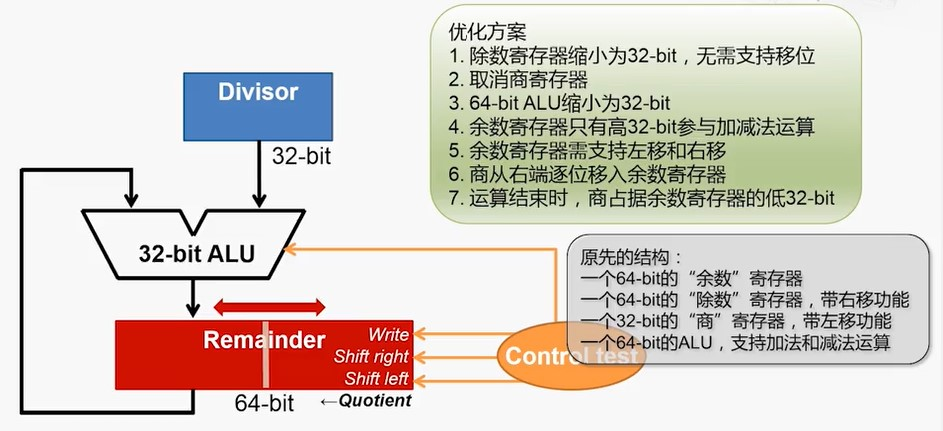 优化方案
1. 除数寄存器缩小为32-bit，无需支持移位
2. 取消商寄存器
3. 64-bit ALU缩小为32-bit
4. 余数寄存器只有高32-bit参与加减法运算
5. 余数寄存器需支持左移和右移
6. 商从右端逐位移入余数寄存器
7. 运算结束时，商占据余数寄存器的低32-bit
Divisor
32-bit
32-bit ALU
原先的结构：
一个64-bit的“余数”寄存器
一个64-bit的“除数”寄存器，带右移功能
一个32-bit的“商”寄存器，带左移功能
一个64-bit的ALU，支持加法和减法运算
Remainder
Write
Shift right
Shift left
Control test
64-bit
←Quotient